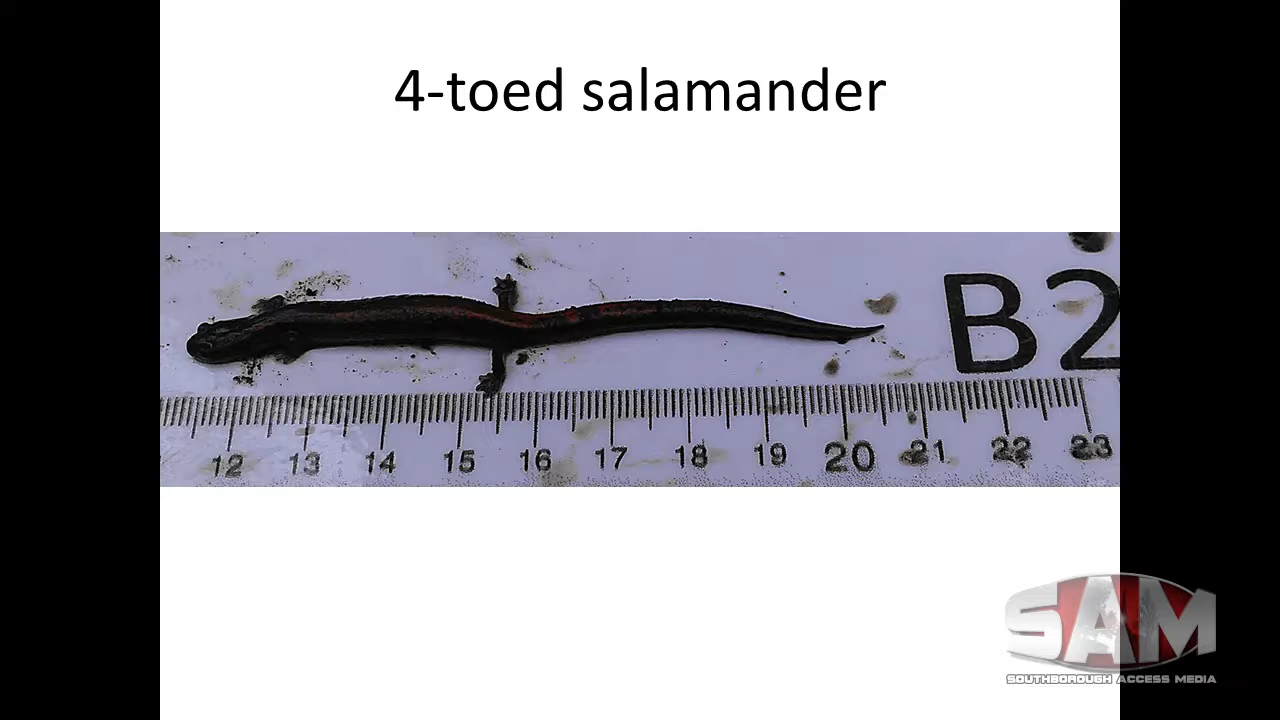 4-toed salamander
B2
12 13 14 15 16 17 18 19 20 21 22 23
SAM
SOUTHBOROUGH ACCESS MEDIA